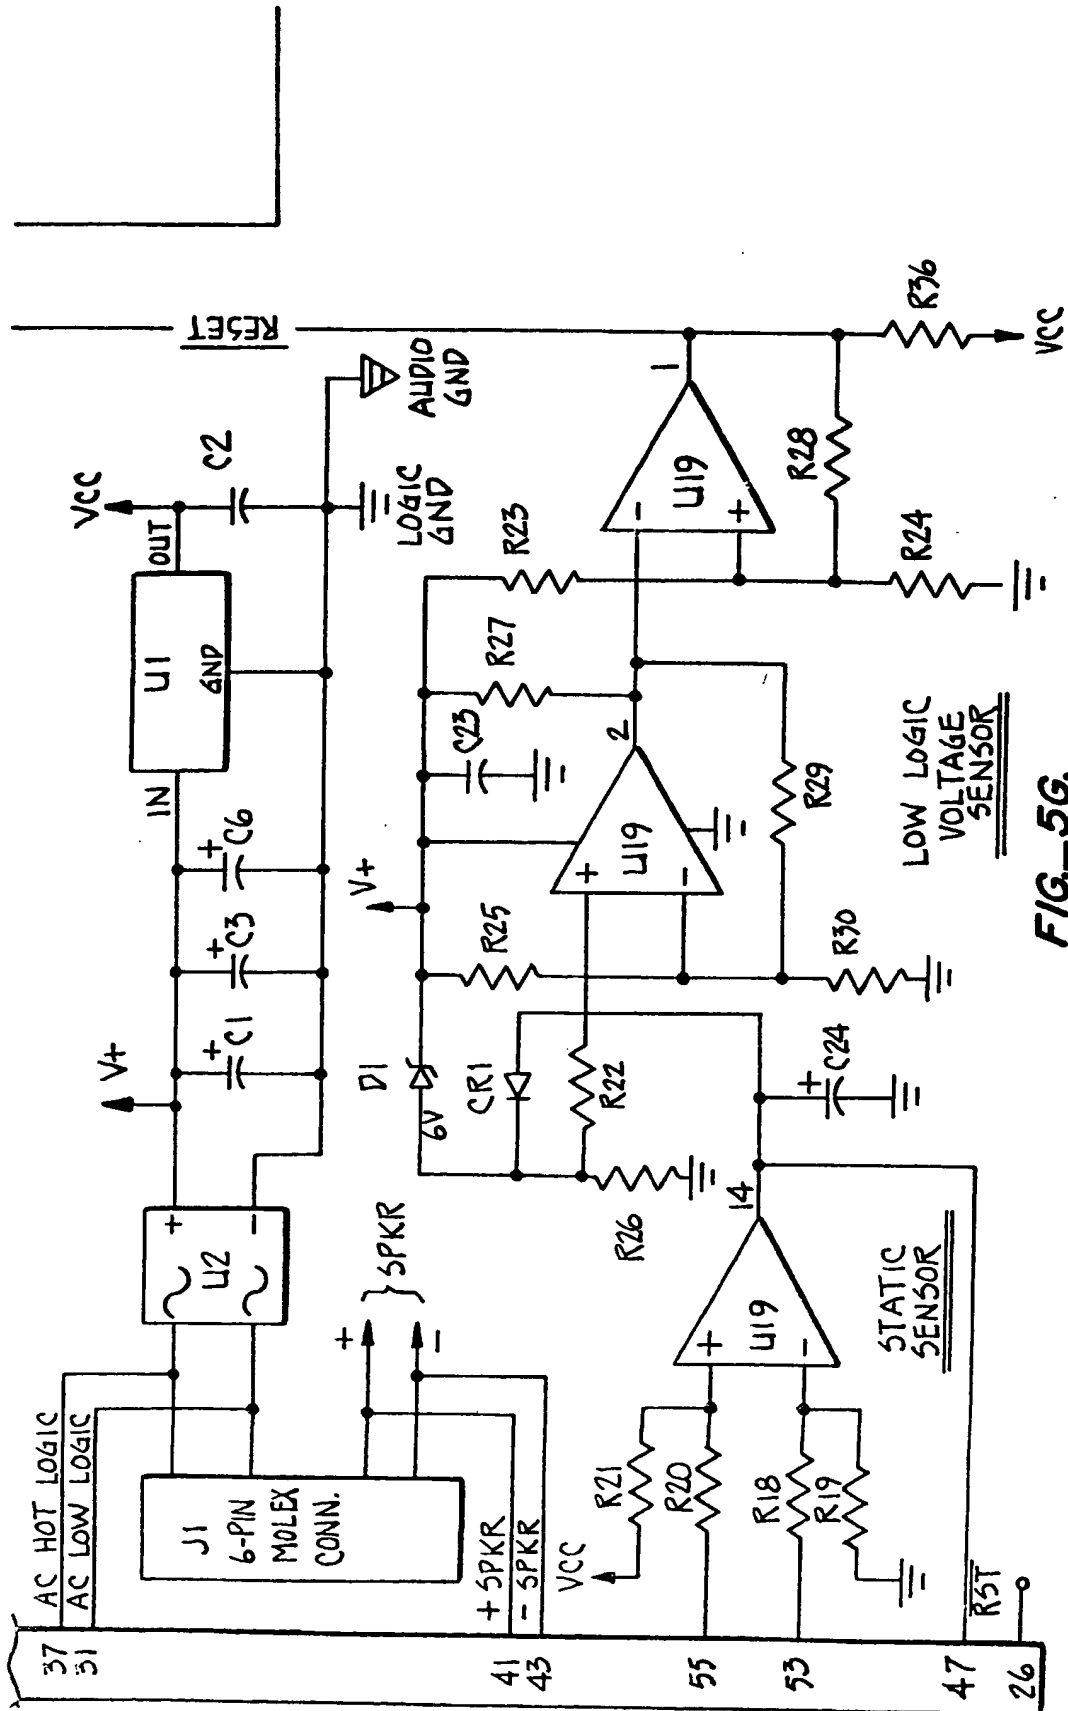 37
31
AC HOT LOGIC
AC LOW LOGIC
J1
6-PIN
MOLEX
CONN.
+
-
SPKR
U2
+
-
V+
+
C1
+
C3
+
C6
IN
U1
GND
OUT
VCC
C2
LOGIC
GND
AUDIO
GND
RESET
41
43
+ SPKR
- SPKR
D1
6V
CR1
R22
R26
V+
R25
C23
R27
R23
+
-
U19
2
-
+
U19
1
R28
R24
R36
VCC
R29
R30
LOW LOGIC
VOLTAGE
SENSOR
VCC
R21
R20
55
R18
R19
53
+
-
U19
14
+
C24
STATIC
SENSOR
47
RST
26
FIG.—5G.